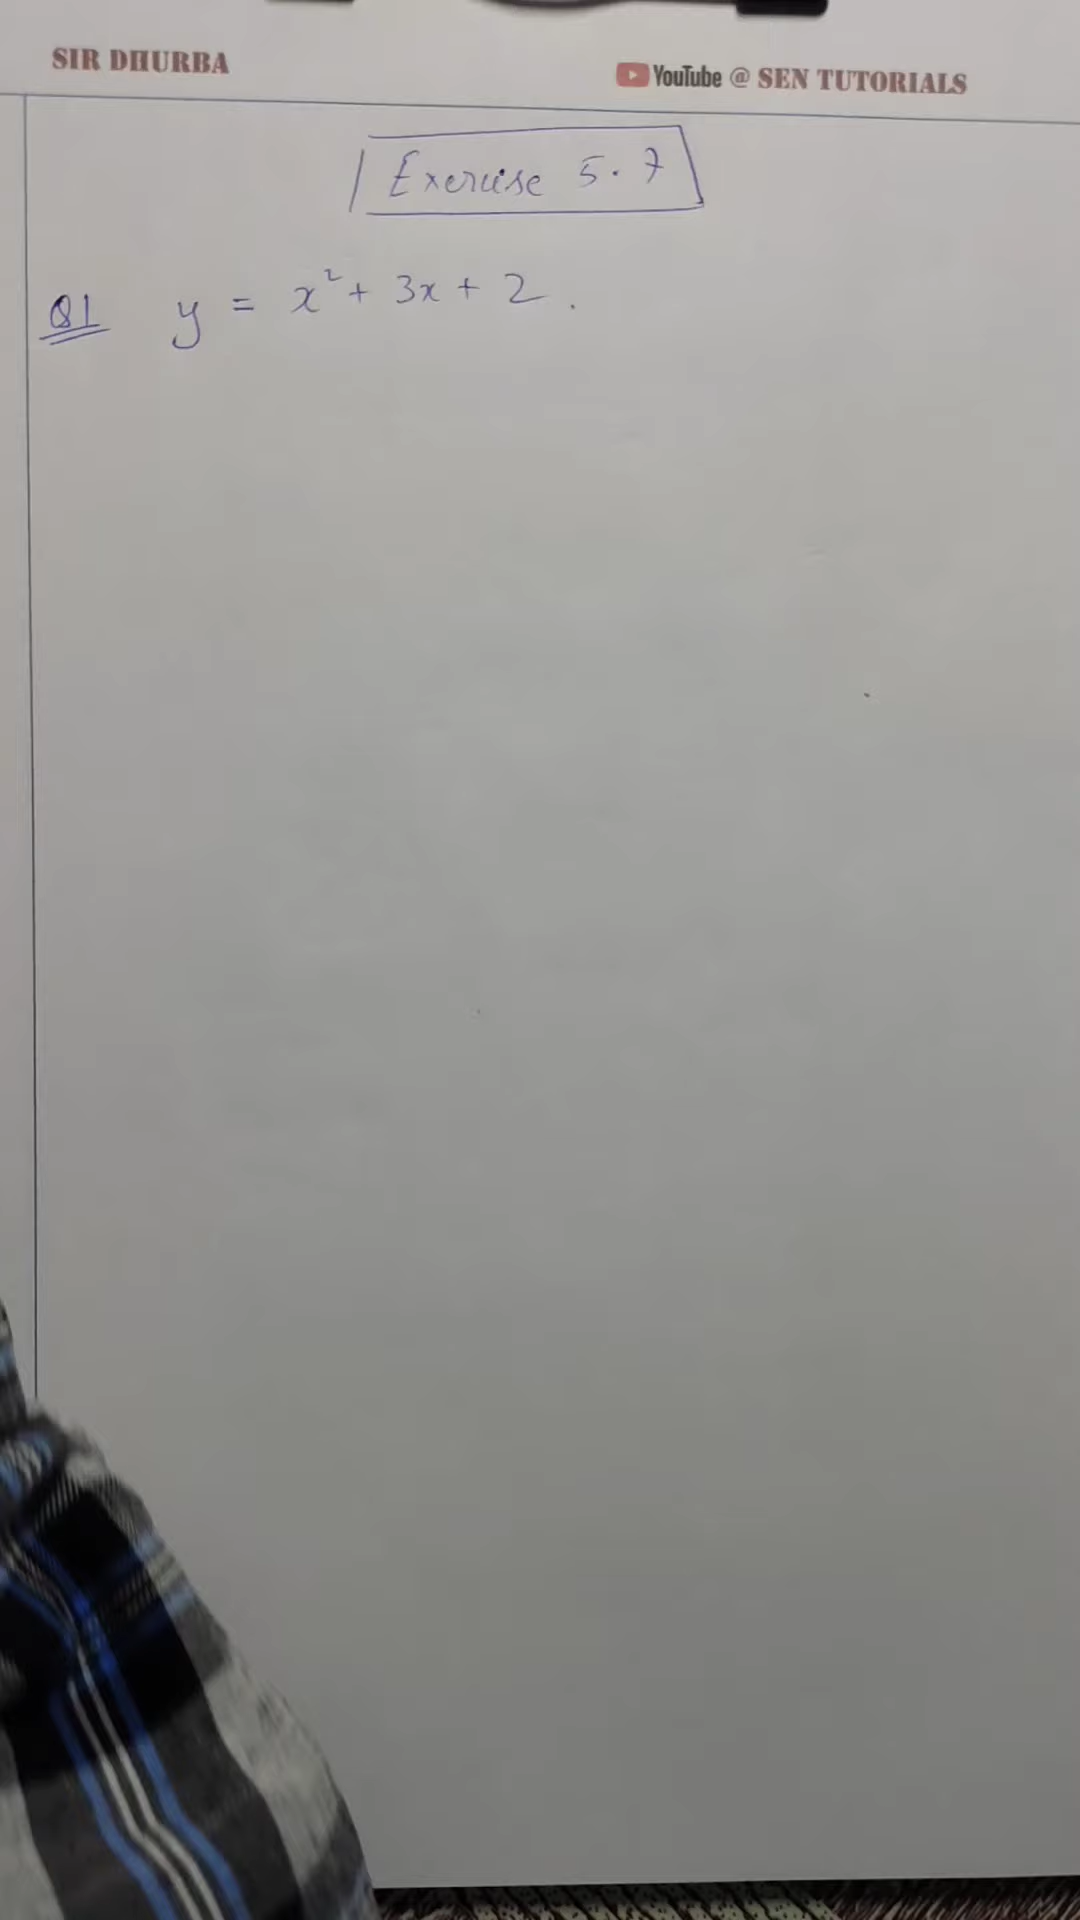 SIR DHURBA
YouTube @ SEN TUTORIALS
Exercise 5.7
Q1 y = x² + 3x + 2 .